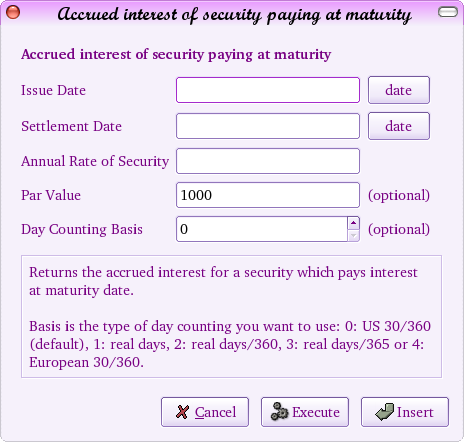 Accrued interest of security paying at maturity
Accrued interest of security paying at maturity
Issue Date date
Settlement Date date
Annual Rate of Security
Par Value 1000 (optional)
Day Counting Basis 0 (optional)
Returns the accrued interest for a security which pays interest
at maturity date.
Basis is the type of day counting you want to use: 0: US 30/360
(default), 1: real days, 2: real days/360, 3: real days/365 or 4:
European 30/360.
Cancel Execute Insert